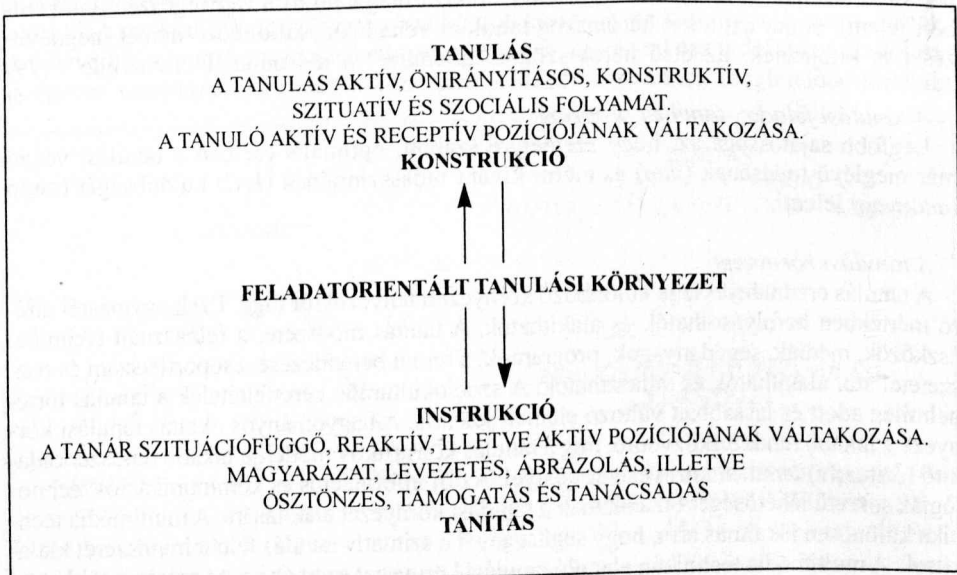 TANULÁS
A TANULÁS AKTÍV, ÖNIRÁNYÍTÁSOS, KONSTRUKTÍV,
SZITUATÍV ÉS SZOCIÁLIS FOLYAMAT.
A TANULÓ AKTÍV ÉS RECEPTÍV POZÍCIÓJÁNAK VÁLTAKOZÁSA.
KONSTRUKCIÓ
FELADATORIENTÁLT TANULÁSI KÖRNYEZET
INSTRUKCIÓ
A TANÁR SZITUÁCIÓFÜGGŐ, REAKTÍV, ILLETVE AKTÍV POZÍCIÓJÁNAK VÁLTAKOZÁSA.
MAGYARÁZAT, LEVEZETÉS, ÁBRÁZOLÁS, ILLETVE
ÖSZTÖNZÉS, TÁMOGATÁS ÉS TANÁCSADÁS
TANÍTÁS